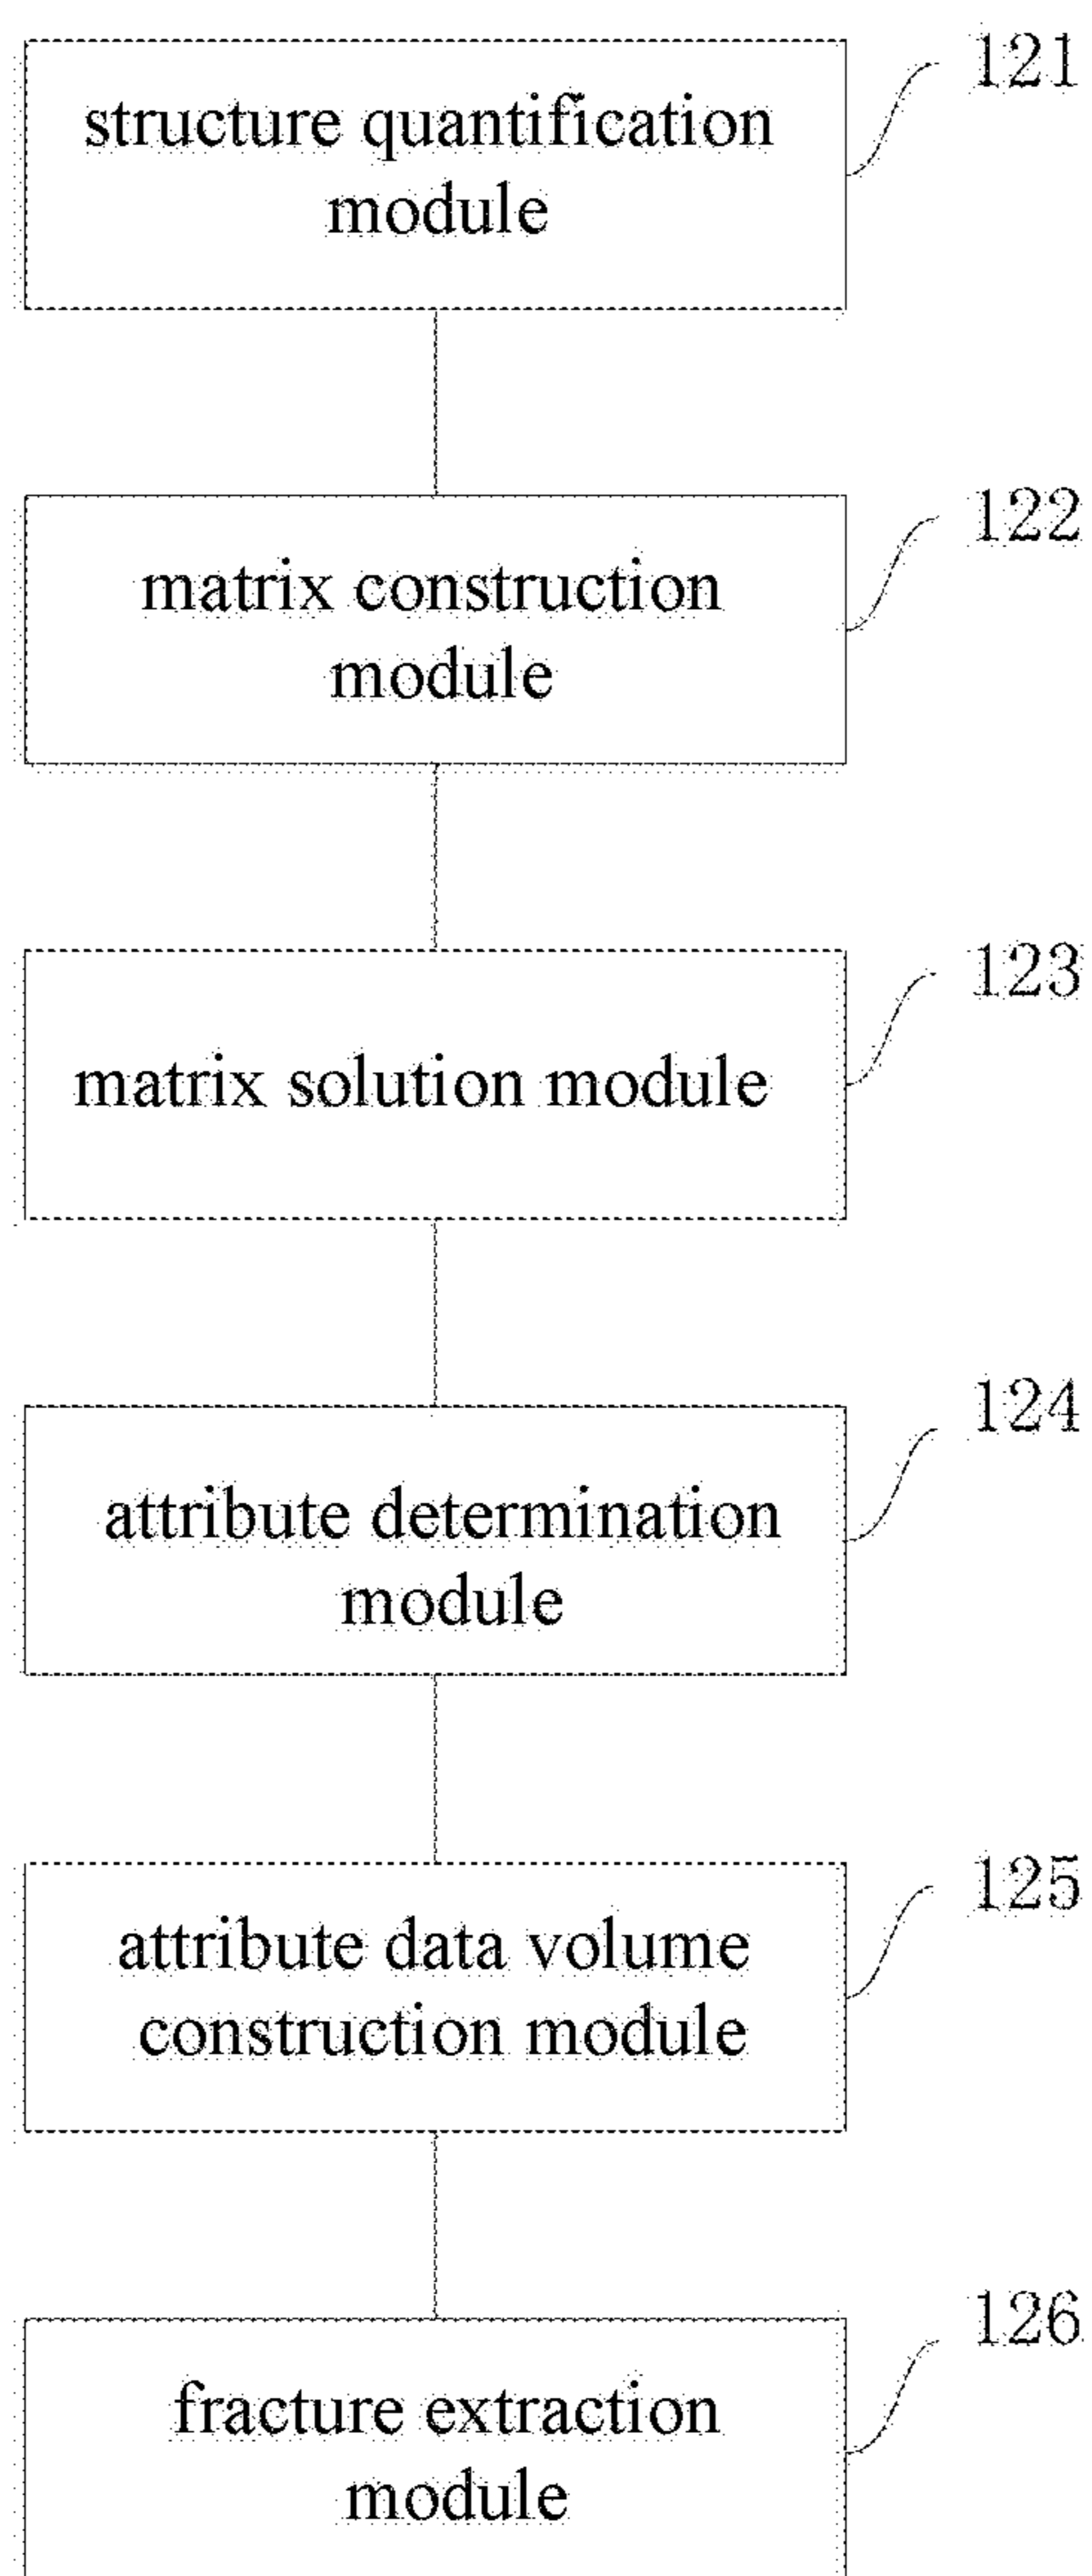 121
structure quantification
module
122
matrix construction
module
123
matrix solution module
124
attribute determination
module
125
attribute data volume
construction module
126
fracture extraction
module